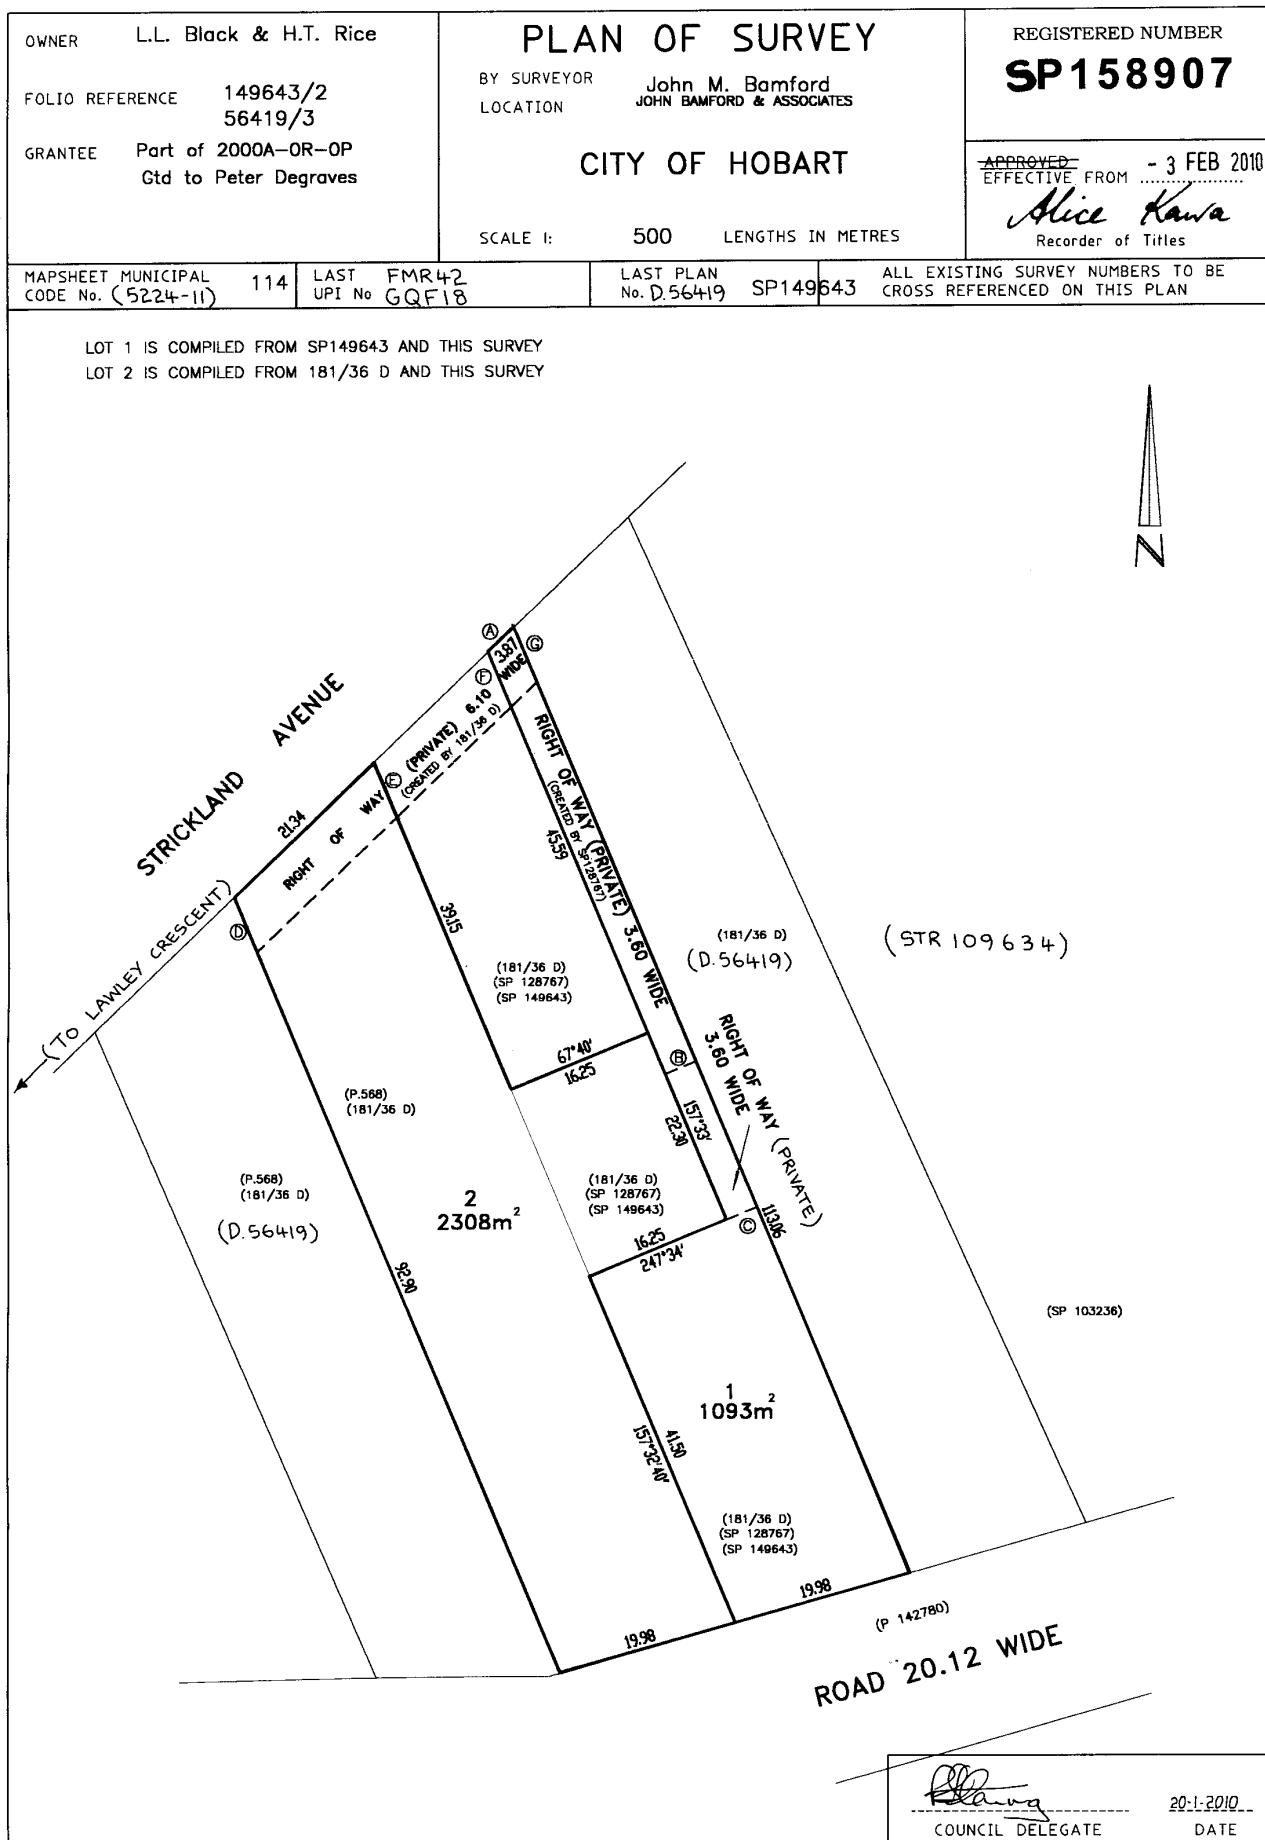 OWNER L.L. Black & H.T. Rice
FOLIO REFERENCE 149643/2
56419/3
GRANTEE Part of 2000A-OR-OP
Gtd to Peter Degraves
PLAN OF SURVEY
BY SURVEYOR John M. Bamford
JOHN BAMFORD & ASSOCIATES
LOCATION
CITY OF HOBART
SCALE 1: 500 LENGTHS IN METRES
REGISTERED NUMBER
SP158907
APPROVED
EFFECTIVE FROM - 3 FEB 2010
Alice Kawa
Recorder of Titles
MAPSHEET MUNICIPAL
CODE No. (5224-11) 114
LAST FMR42
UPI No GQF18
LAST PLAN
No. D.56419 SP149643
ALL EXISTING SURVEY NUMBERS TO BE
CROSS REFERENCED ON THIS PLAN
LOT 1 IS COMPILED FROM SP149643 AND THIS SURVEY
LOT 2 IS COMPILED FROM 181/36 D AND THIS SURVEY
N
STRICKLAND AVENUE
(TO LAWLEY CRESCENT)
A
G
3.87
WIDE
F
E
D
21.34
RIGHT OF WAY (PRIVATE) 6.10
(CREATED BY 181/36 D)
RIGHT OF WAY (PRIVATE) 3.60 WIDE
(CREATED BY SP128767)
45.59
39.15
(181/36 D)
(SP 128767)
(SP 149643)
(181/36 D)
(D.56419)
(STR 109634)
67°40'
16.25
B
RIGHT OF WAY (PRIVATE)
3.60 WIDE
157°33'
22.30
(P.568)
(181/36 D)
(P.568)
(181/36 D)
(D.56419)
2
2308m²
(181/36 D)
(SP 128767)
(SP 149643)
C
113.06
16.25
247°34'
92.90
(SP 103236)
1
1093m²
41.50
157°32'40"
(181/36 D)
(SP 128767)
(SP 149643)
19.98
19.98
(P 142780)
ROAD 20.12 WIDE
20-1-2010
COUNCIL DELEGATE DATE